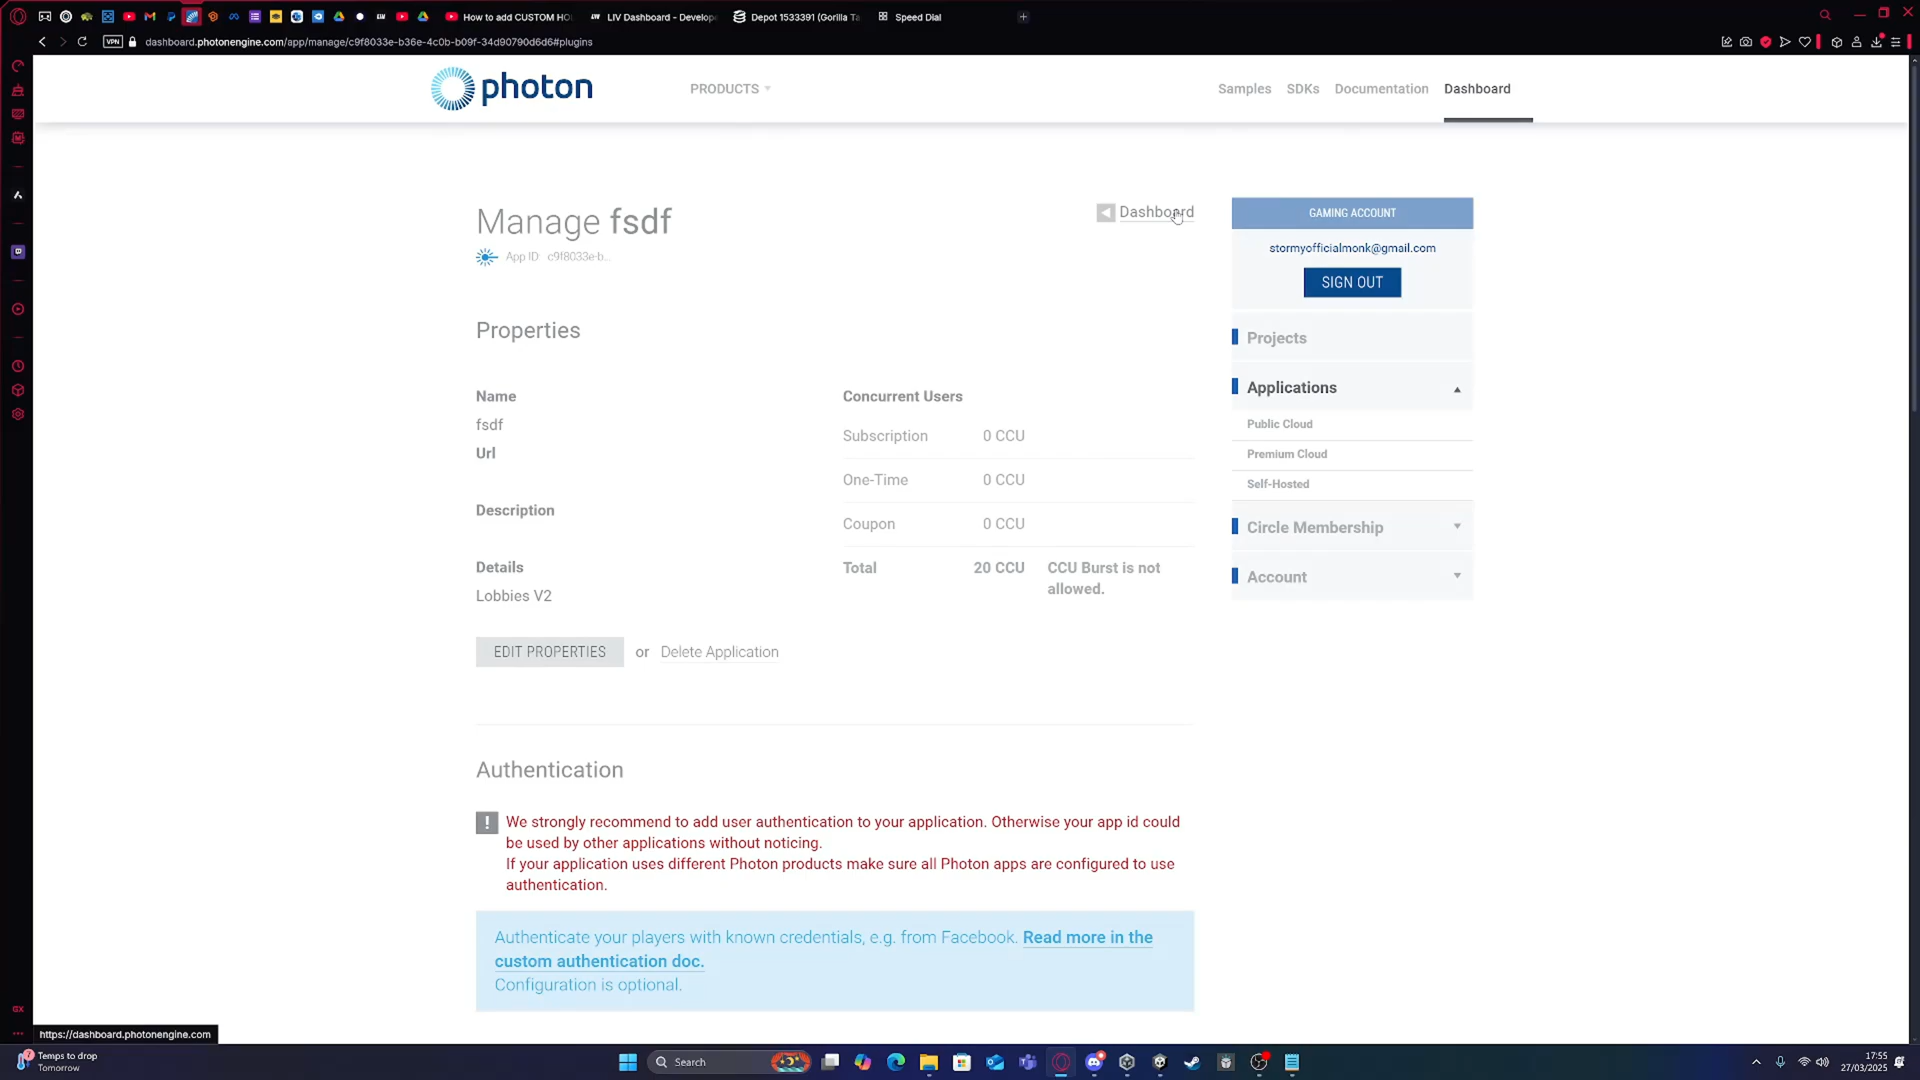 How to add CUSTOM HO
LIV Dashboard - Develop
Depot 1533391 (Gorilla Ta
Speed Dial
VPN
dashboard.photonengine.com/app/manage/c9f8033e-b36e-4c0b-b09f-34d90790d6d6#plugins
photon
PRODUCTS
Samples
SDKs
Documentation
Dashboard
Manage fsdf
Dashboard
App ID: c9f8033e-b...
GAMING ACCOUNT
stormyofficialmonk@gmail.com
SIGN OUT
Projects
Applications
Public Cloud
Premium Cloud
Self-Hosted
Circle Membership
Account
Properties
Name
fsdf
Url
Description
Details
Lobbies V2
Concurrent Users
Subscription 0 CCU
One-Time 0 CCU
Coupon 0 CCU
Total 20 CCU CCU Burst is not
allowed.
EDIT PROPERTIES or Delete Application
Authentication
! We strongly recommend to add user authentication to your application. Otherwise your app id could
be used by other applications without noticing.
If your application uses different Photon products make sure all Photon apps are configured to use
authentication.
Authenticate your players with known credentials, e.g. from Facebook. Read more in the
custom authentication doc.
Configuration is optional.
GX
https://dashboard.photonengine.com
Temps to drop
Tomorrow
Search
17:55
27/03/2025